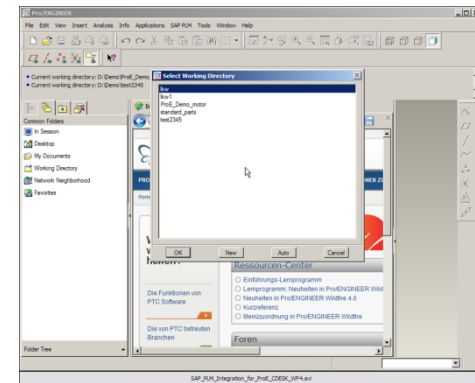 Pro/ENGINEER
File Edit View Insert Analysis Info Applications SAP PLM Tools Window Help
• Current working directory: D:\Demo\ProE_Demo
• Current working directory: D:\Demo\test2345
Select Working Directory
lkw
lkw1
ProE_Demo_motor
standard_parts
test2345
OK New Auto Cancel
Common Folders
In Session
Desktop
My Documents
Working Directory
Network Neighborhood
Favorites
Folder Tree
PRO
Home
Ressourcen-Center
Einführungs-Lernprogramm
Lernprogramm: Neuheiten in Pro/ENGINEER Wild
Neuheiten in Pro/ENGINEER Wildfire 4.0
Kurzreferenz
Menüzuordnung in Pro/ENGINEER Wildfire
Die Funktionen von
PTC Software
Die von PTC betreuten
Branchen
Foren
SAP_PLM_Integration_for_ProE_CDESK_WF4.avi